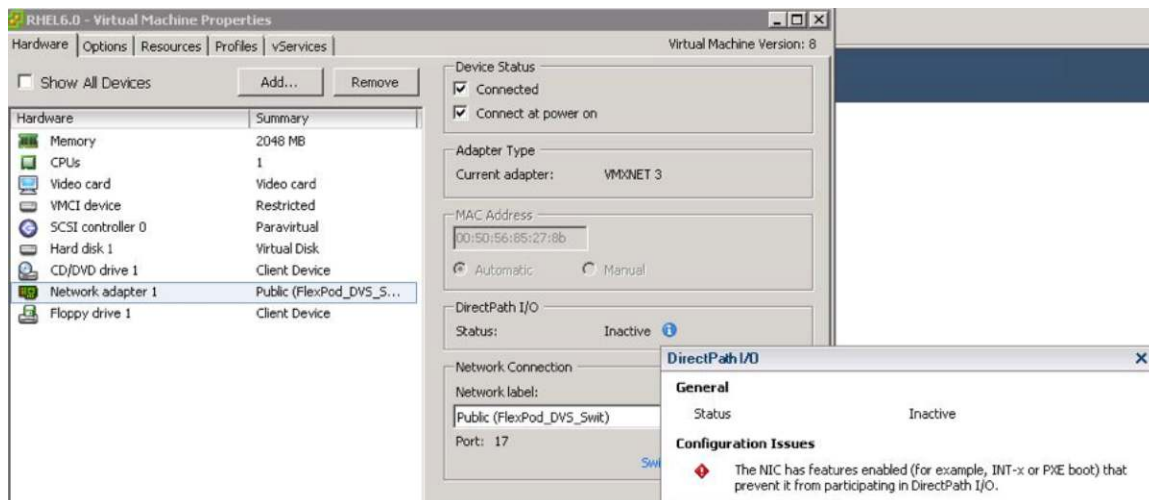 RHEL6.0 - Virtual Machine Properties
Hardware Options Resources Profiles vServices Virtual Machine Version: 8
Show All Devices Add... Remove
Hardware Summary
Memory 2048 MB
CPUs 1
Video card Video card
VMCI device Restricted
SCSI controller 0 Paravirtual
Hard disk 1 Virtual Disk
CD/DVD drive 1 Client Device
Network adapter 1 Public (FlexPod_DVS_S...
Floppy drive 1 Client Device
Device Status
Connected
Connect at power on
Adapter Type
Current adapter: VMXNET 3
MAC Address
00:50:56:85:27:8b
Automatic Manual
DirectPath I/O
Status: Inactive
Network Connection
Network label:
Public (FlexPod_DVS_Swit)
Port: 17
Swi
DirectPath I/O
General
Status Inactive
Configuration Issues
The NIC has features enabled (for example, INT-x or PXE boot) that
prevent it from participating in DirectPath I/O.